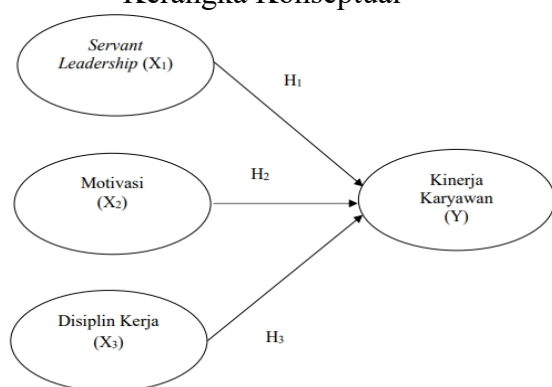 Kerangka Konseptual
Servant
Leadership (X₁)
H₁
Motivasi
(X₂)
H₂
Kinerja
Karyawan
(Y)
Disiplin Kerja
(X₃)
H₃